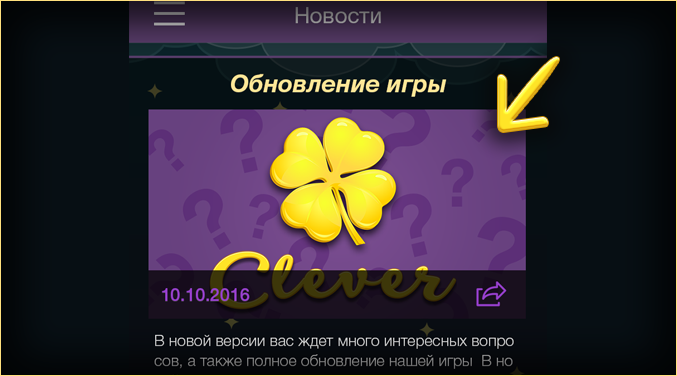 Новости
Обновление игры
Clever
10.10.2016
В новой версии вас ждет много интересных вопро
сов, а также полное обновление нашей игры В но